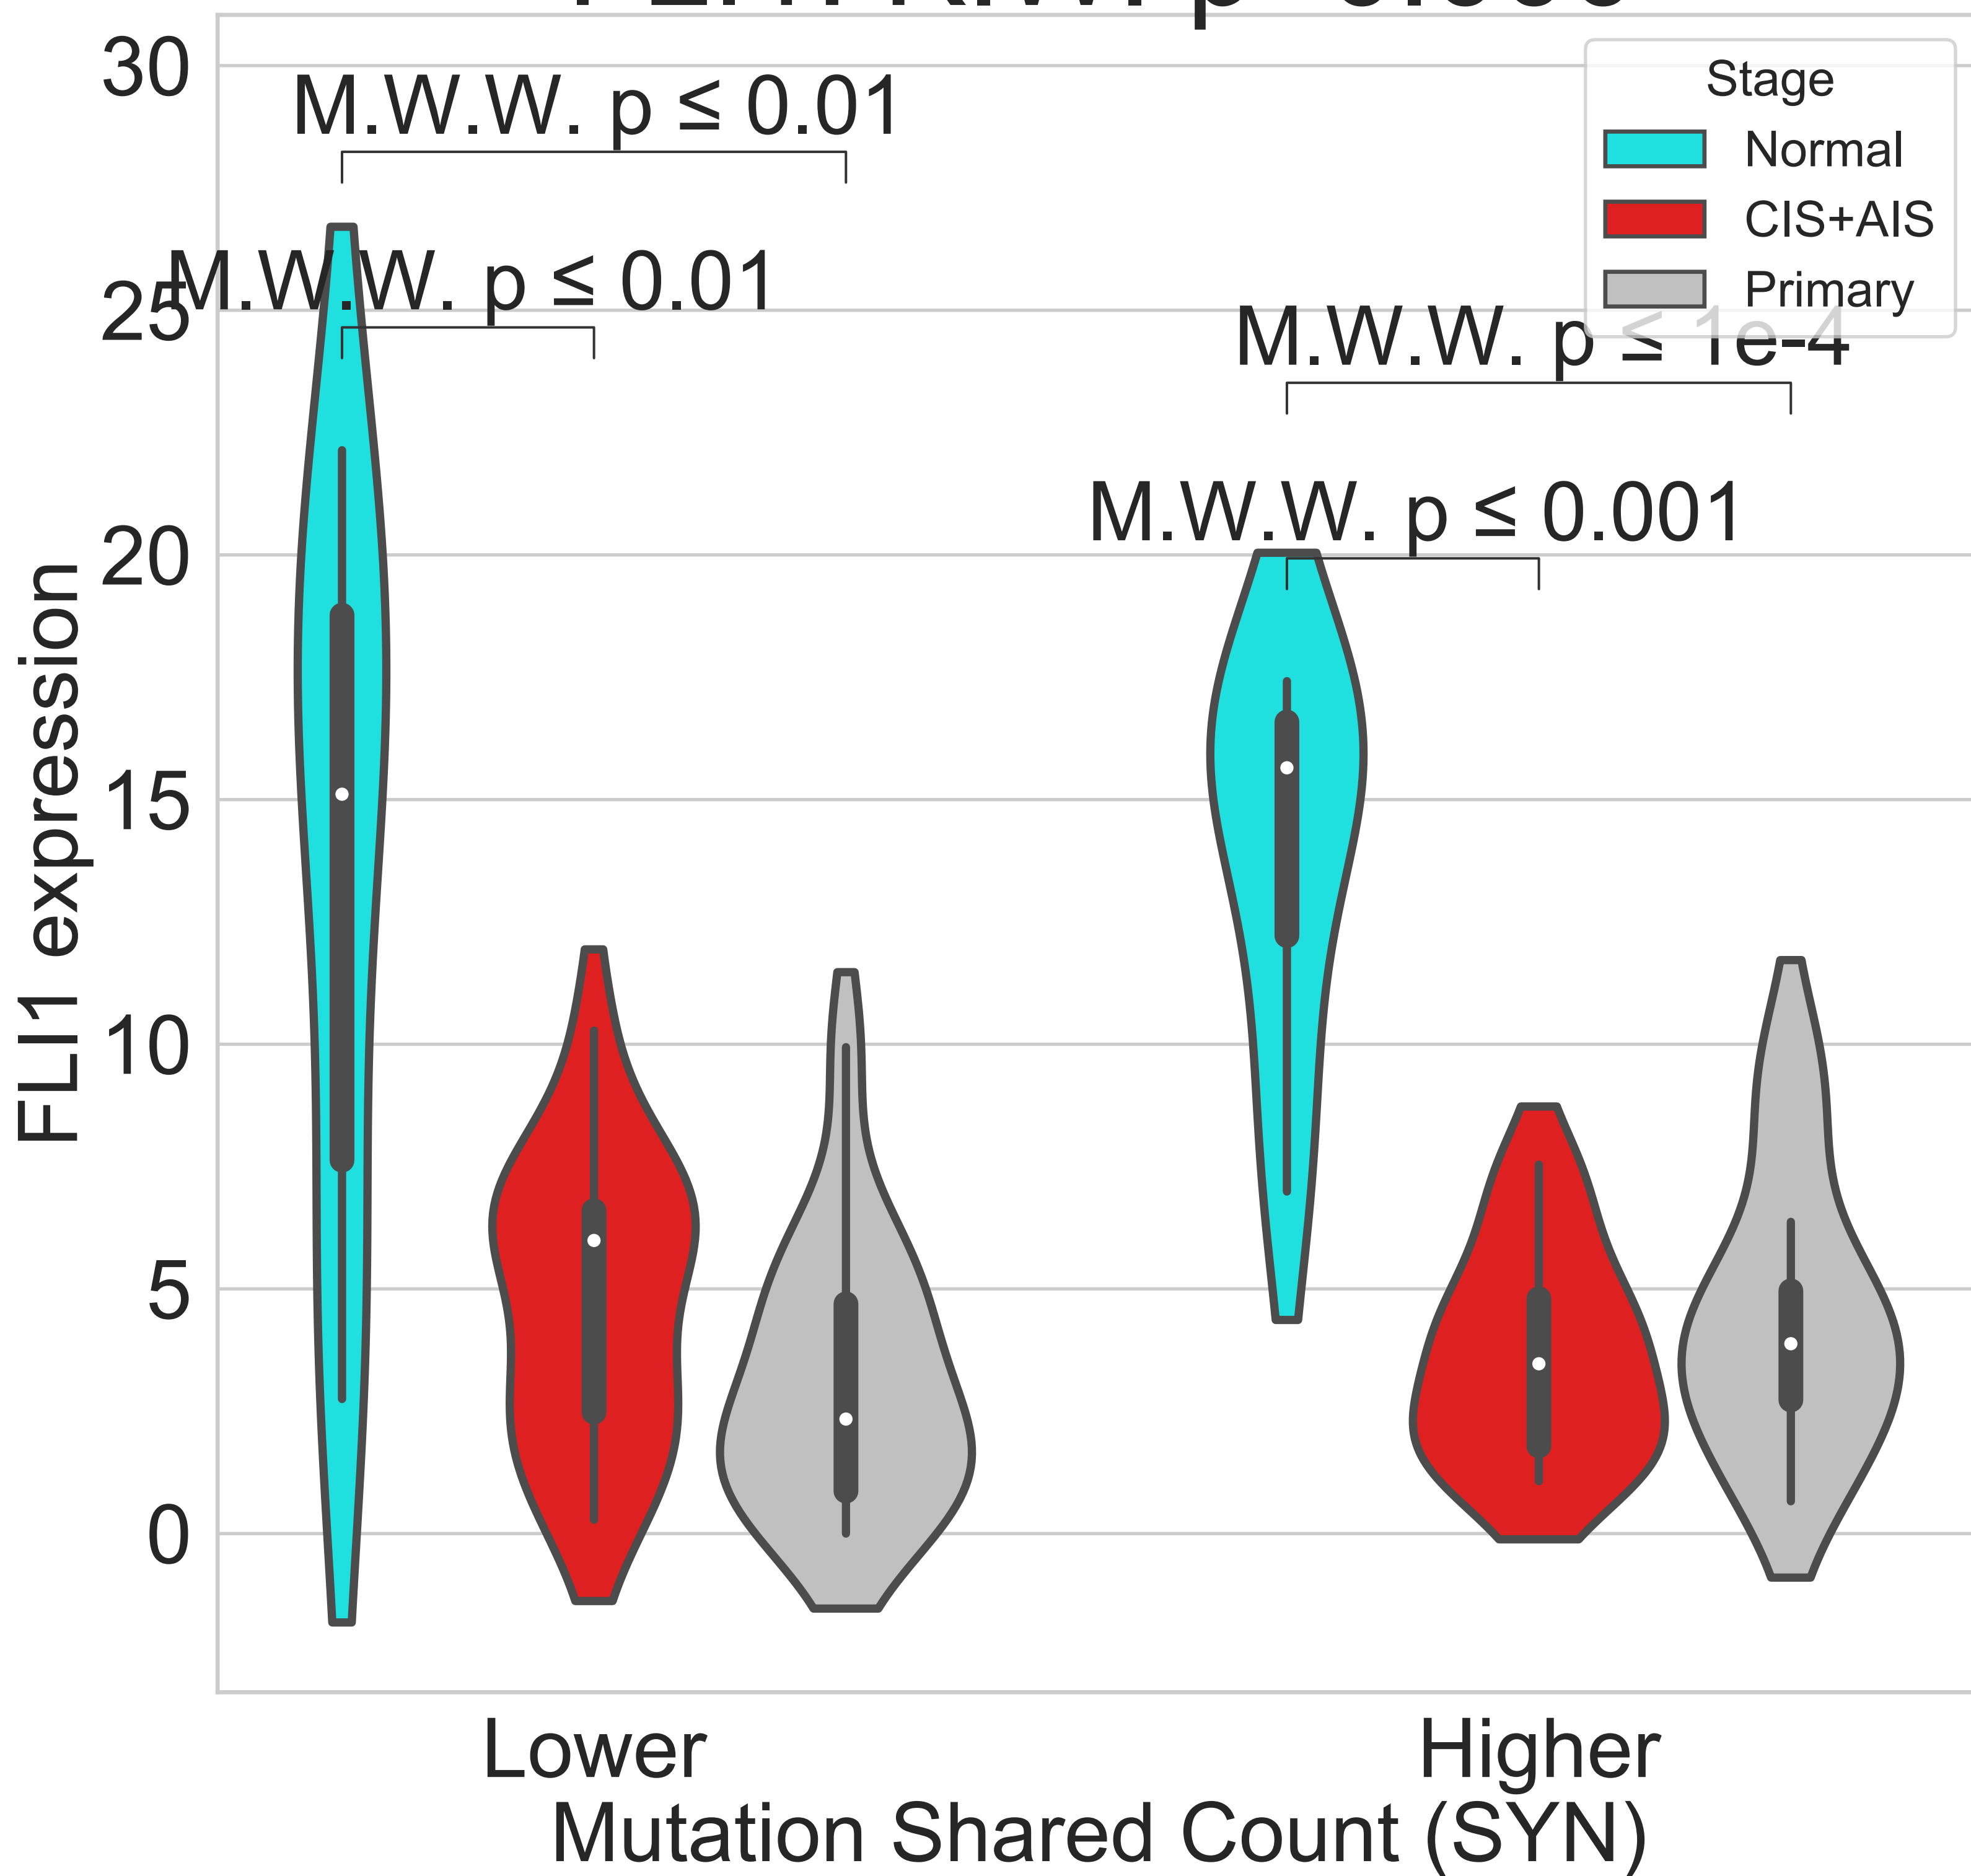 30
M.W.W. p ≤ 0.01
Stage
Normal
CIS+AIS
Primary
25
M.W.W. p ≤ 0.01
M.W.W. p ≤ 1e-4
20
M.W.W. p ≤ 0.001
15
10
5
0
FLI1 expression
Lower
Higher
Mutation Shared Count (SYN)